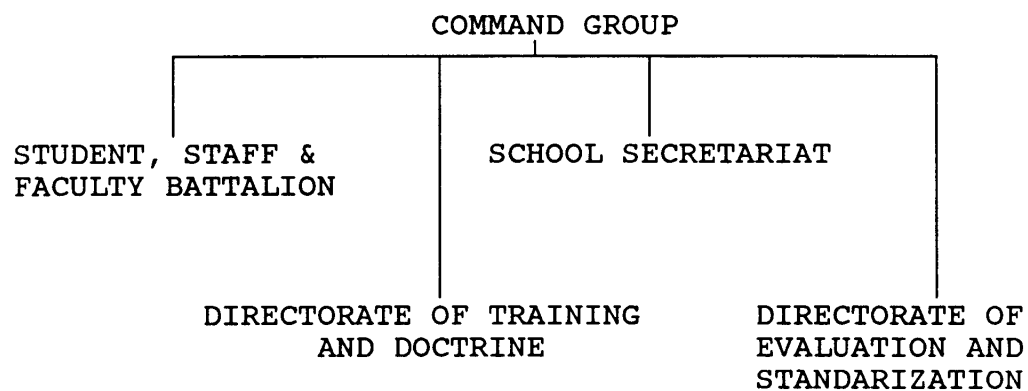 COMMAND GROUP
STUDENT, STAFF &
FACULTY BATTALION
SCHOOL SECRETARIAT
DIRECTORATE OF TRAINING
AND DOCTRINE
DIRECTORATE OF
EVALUATION AND
STANDARIZATION